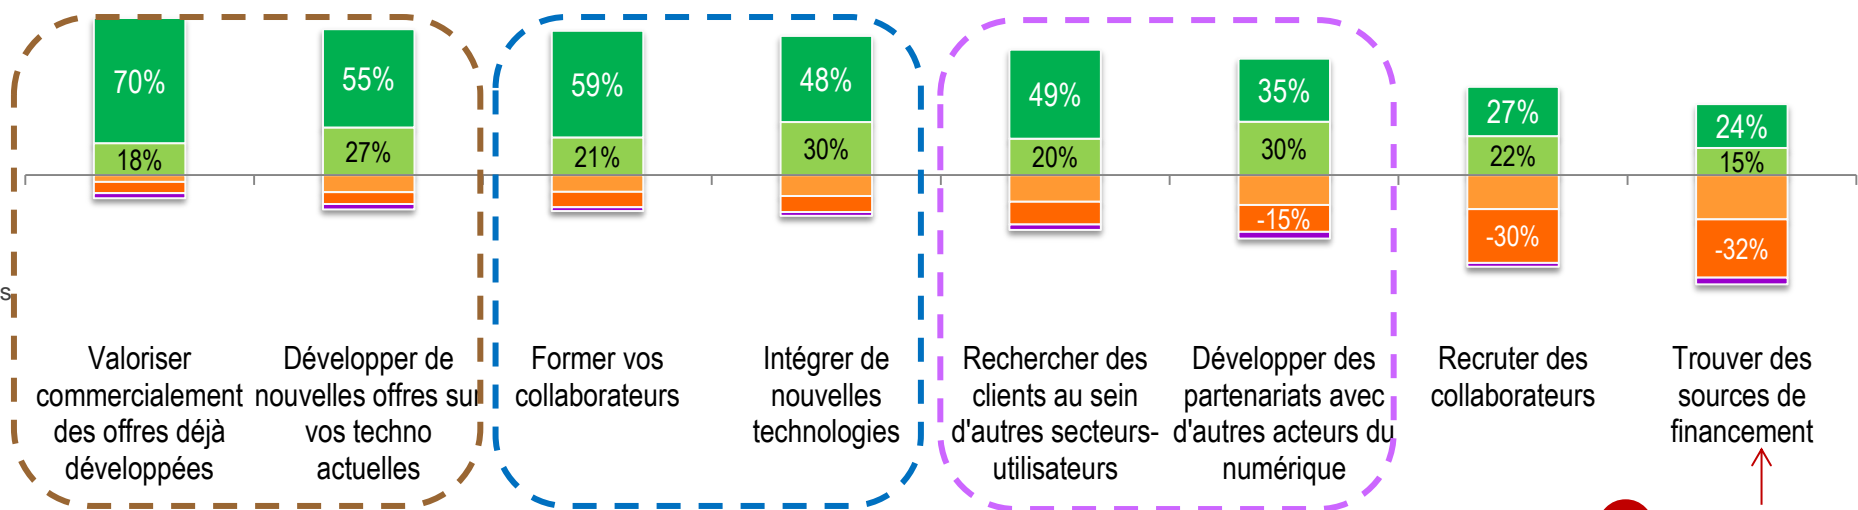 70%
55%
59%
48%
49%
35%
27%
24%
18%
27%
21%
30%
20%
30%
22%
15%
-15%
-30%
-32%
s
Valoriser
commercialement
des offres déjà
développées
Développer de
nouvelles offres sur
vos techno
actuelles
Former vos
collaborateurs
Intégrer de
nouvelles
technologies
Rechercher des
clients au sein
d'autres secteurs-
utilisateurs
Développer des
partenariats avec
d'autres acteurs du
numérique
Recruter des
collaborateurs
Trouver des
sources de
financement